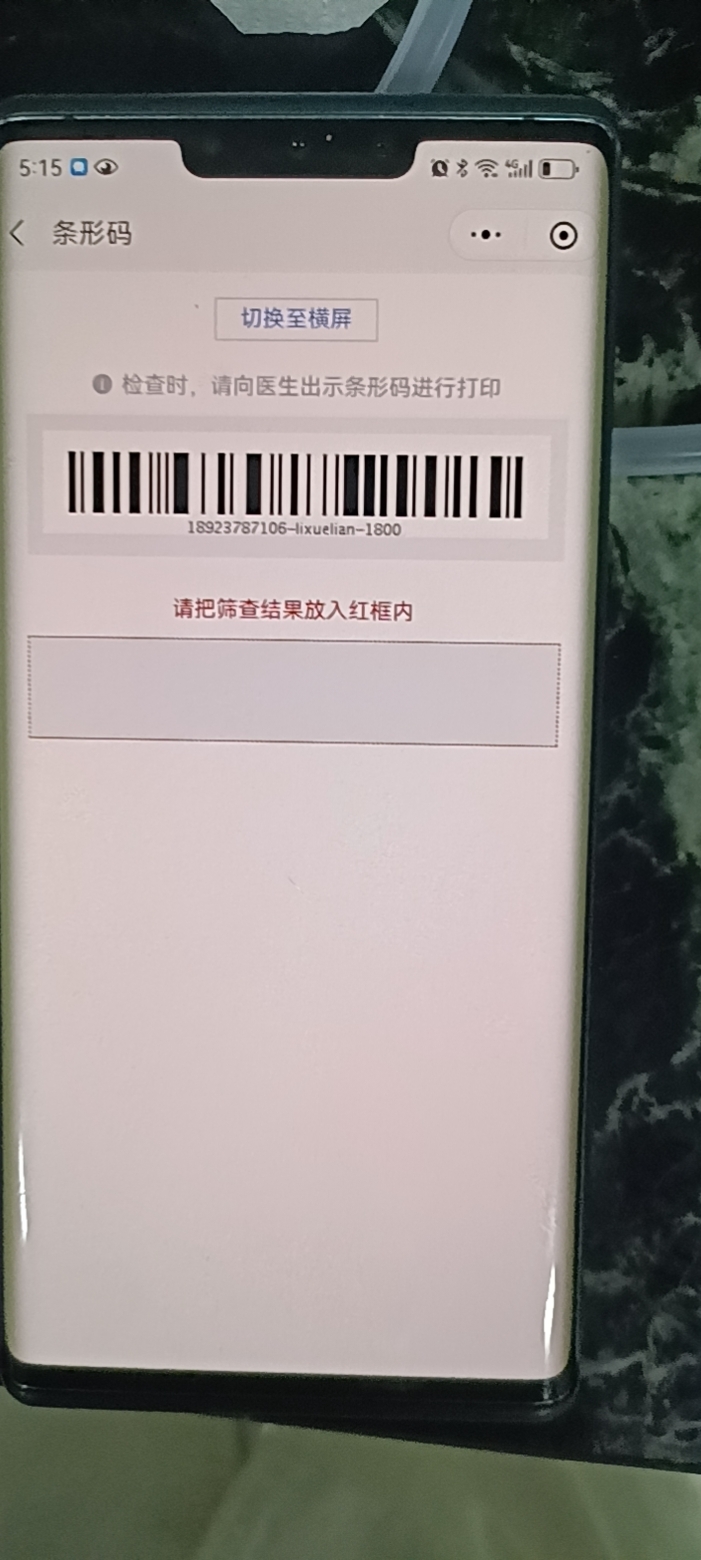 5:15
4G
条形码
切换至横屏
检查时，请向医生出示条形码进行打印
18923787106-lixuelian-1800
请把筛查结果放入红框内